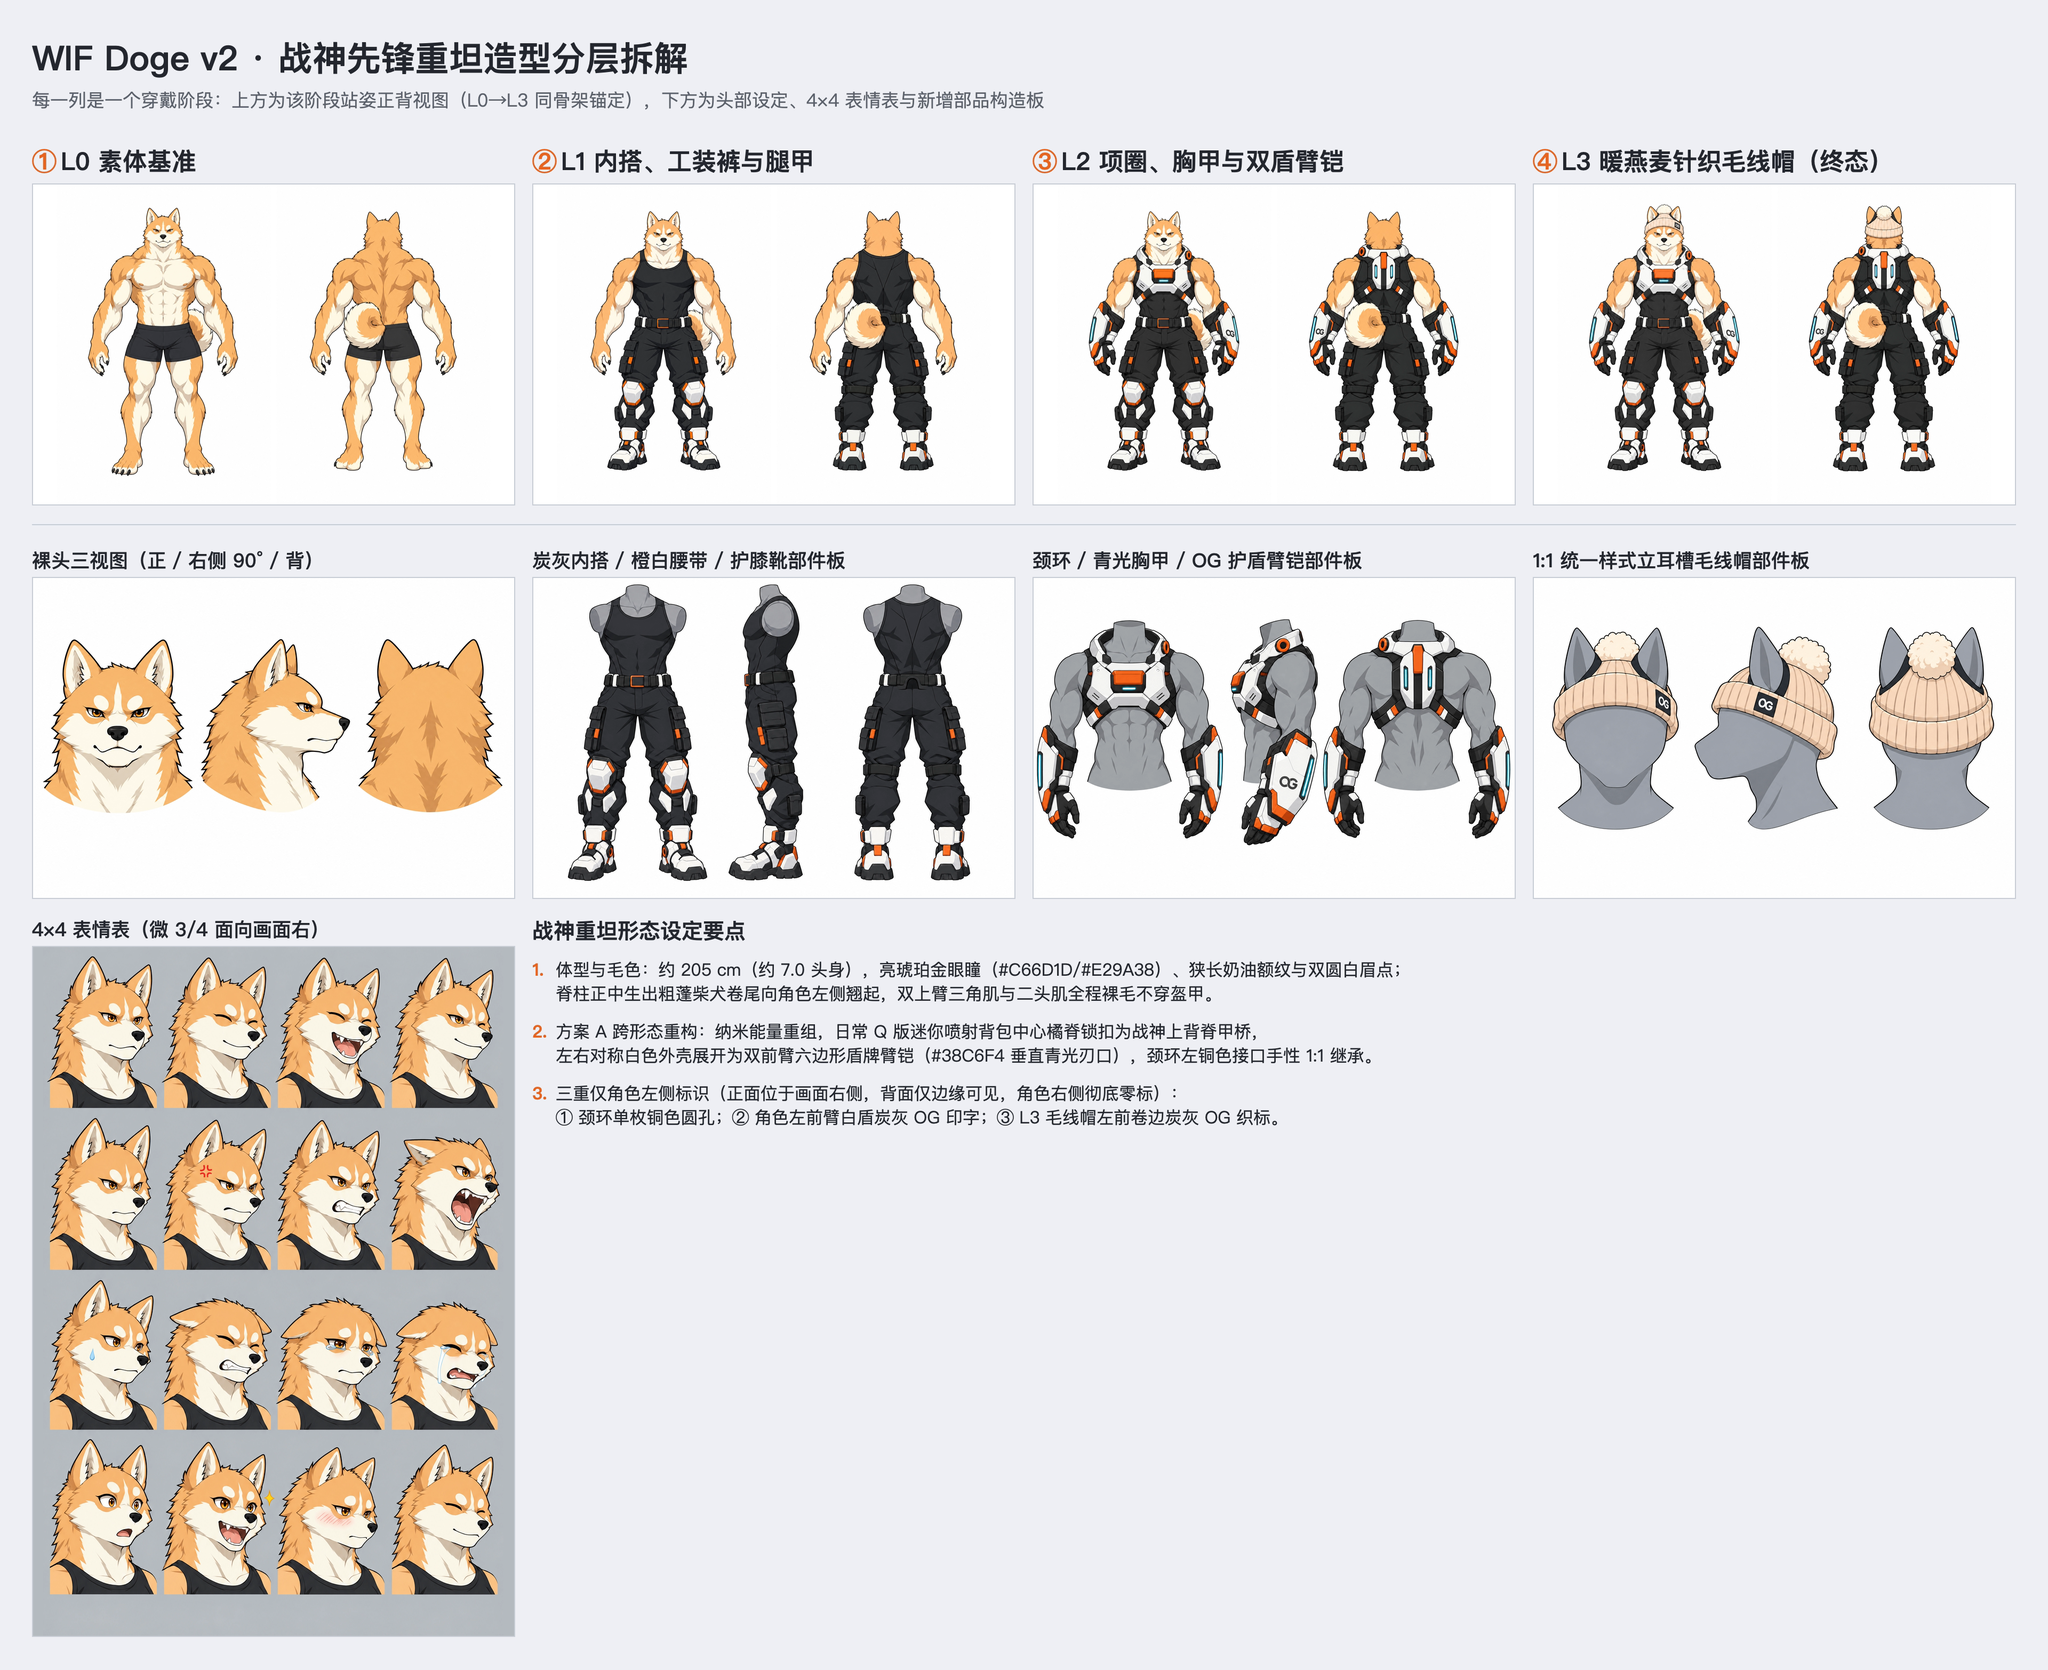 WIF Doge v2 · 战神先锋重坦造型分层拆解
每一列是一个穿戴阶段：上方为该阶段站姿正背视图（L0→L3 同骨架锚定），下方为头部设定、4×4 表情表与新增部品构造板
① L0 素体基准
② L1 内搭、工装裤与腿甲
③ L2 项圈、胸甲与双盾臂铠
④ L3 暖燕麦针织毛线帽（终态）
OG
OG
裸头三视图（正 / 右侧 90° / 背）
炭灰内搭 / 橙白腰带 / 护膝靴部件板
颈环 / 青光胸甲 / OG 护盾臂铠部件板
1:1 统一样式立耳槽毛线帽部件板
OG
OG
OG
4×4 表情表（微 3/4 面向画面右）
战神重坦形态设定要点
1. 体型与毛色：约 205 cm（约 7.0 头身），亮琥珀金眼瞳（#C66D1D/#E29A38）、狭长奶油额纹与双圆白眉点；
脊柱正中生出粗蓬柴犬卷尾向角色左侧翘起，双上臂三角肌与二头肌全程裸毛不穿盔甲。
2. 方案 A 跨形态重构：纳米能量重组，日常 Q 版迷你喷射背包中心橘脊锁扣为战神上背脊甲桥，
左右对称白色外壳展开为双前臂六边形盾牌臂铠（#38C6F4 垂直青光刃口），颈环左铜色接口手性 1:1 继承。
3. 三重仅角色左侧标识（正面位于画面右侧，背面仅边缘可见，角色右侧彻底零标）：
① 颈环单枚铜色圆孔；② 角色左前臂白盾炭灰 OG 印字；③ L3 毛线帽左前卷边炭灰 OG 织标。